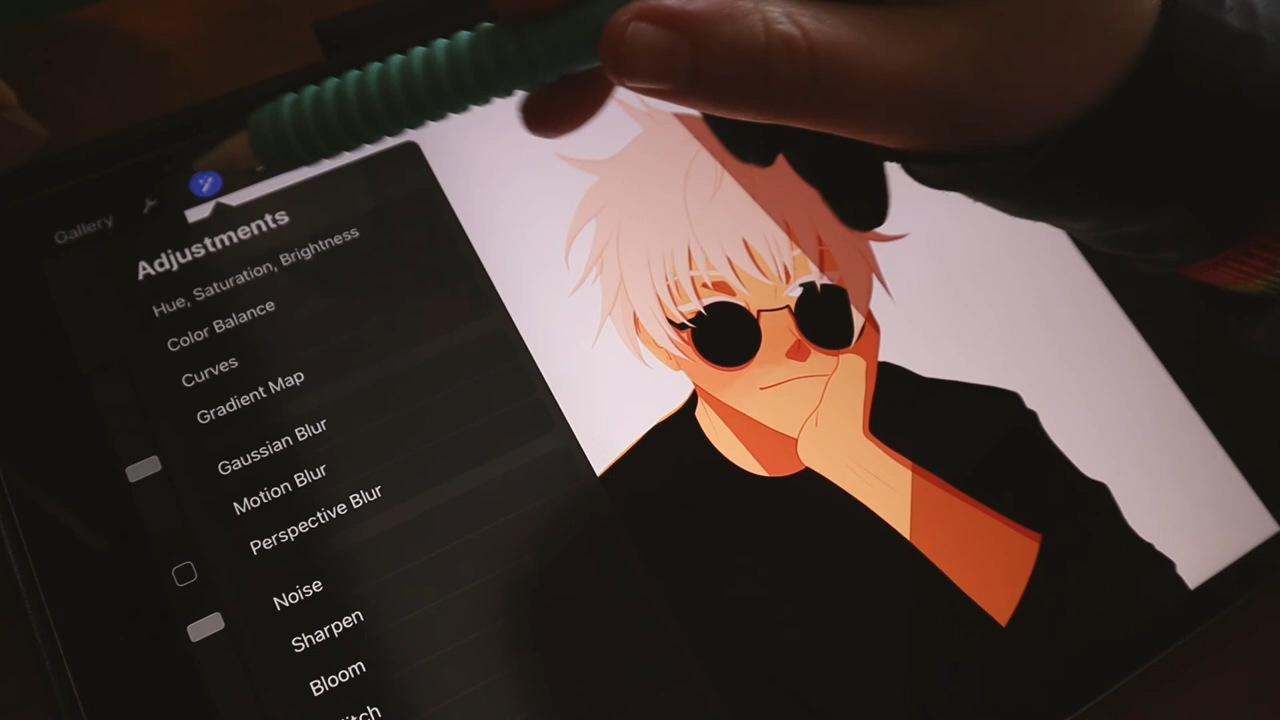 Gallery
Adjustments
Hue, Saturation, Brightness
Color Balance
Curves
Gradient Map
Gaussian Blur
Motion Blur
Perspective Blur
Noise
Sharpen
Bloom